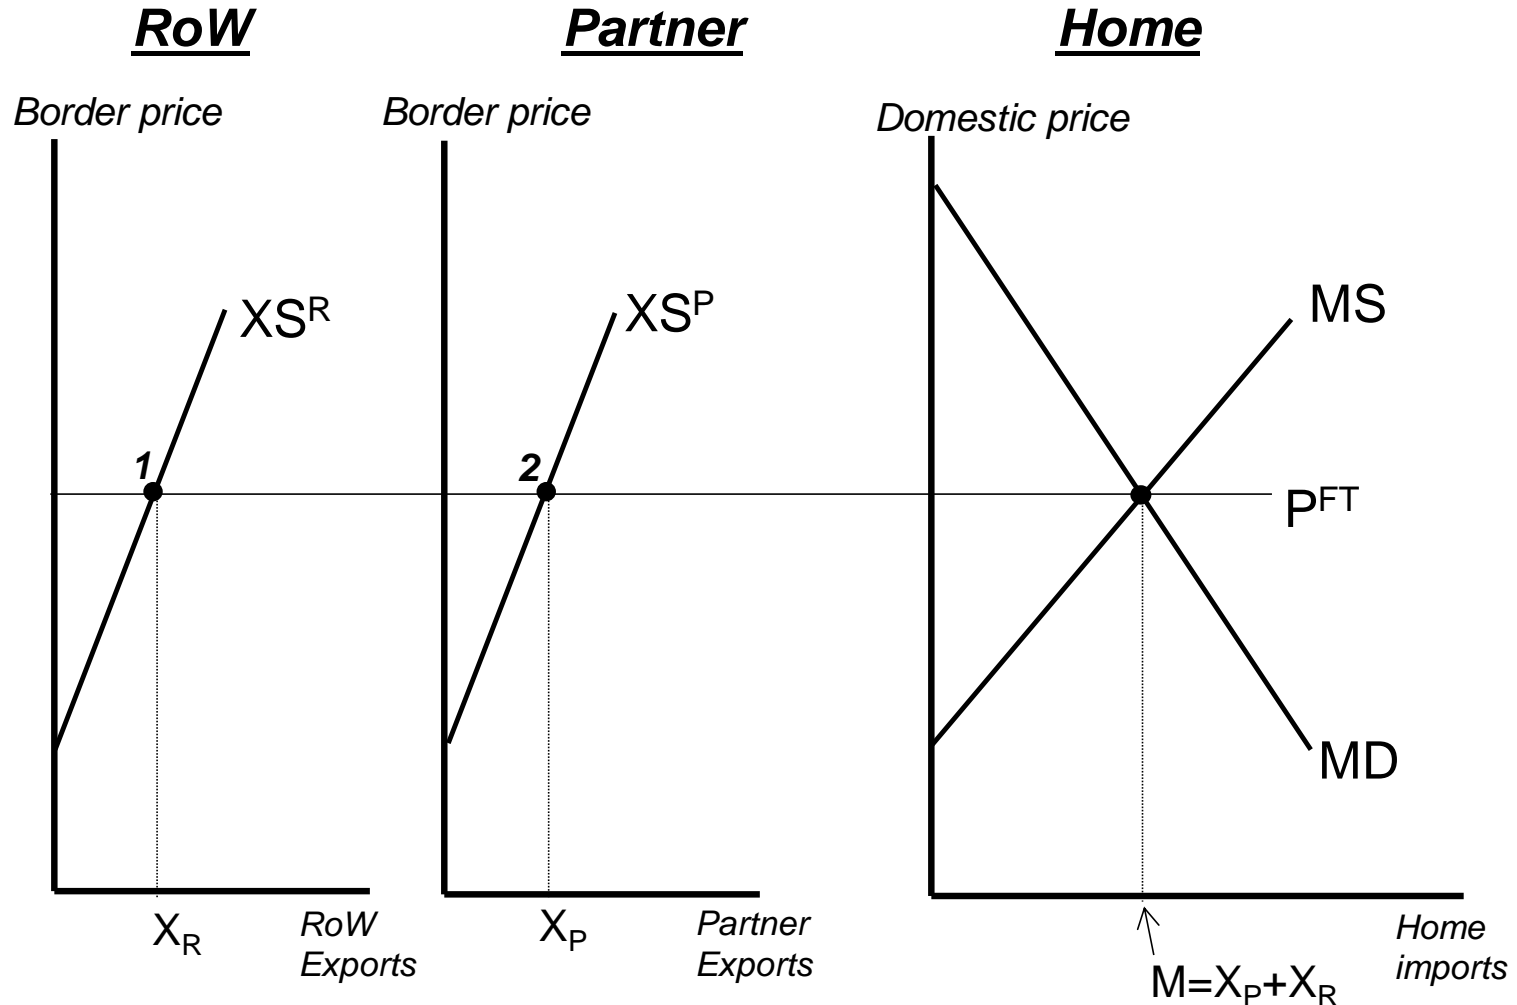 RoW
Partner
Home
Border price
Border price
Domestic price
XS^R
XS^P
MS
1
2
P^FT
MD
X_R
RoW
Exports
X_P
Partner
Exports
Home
imports
M=X_P+X_R